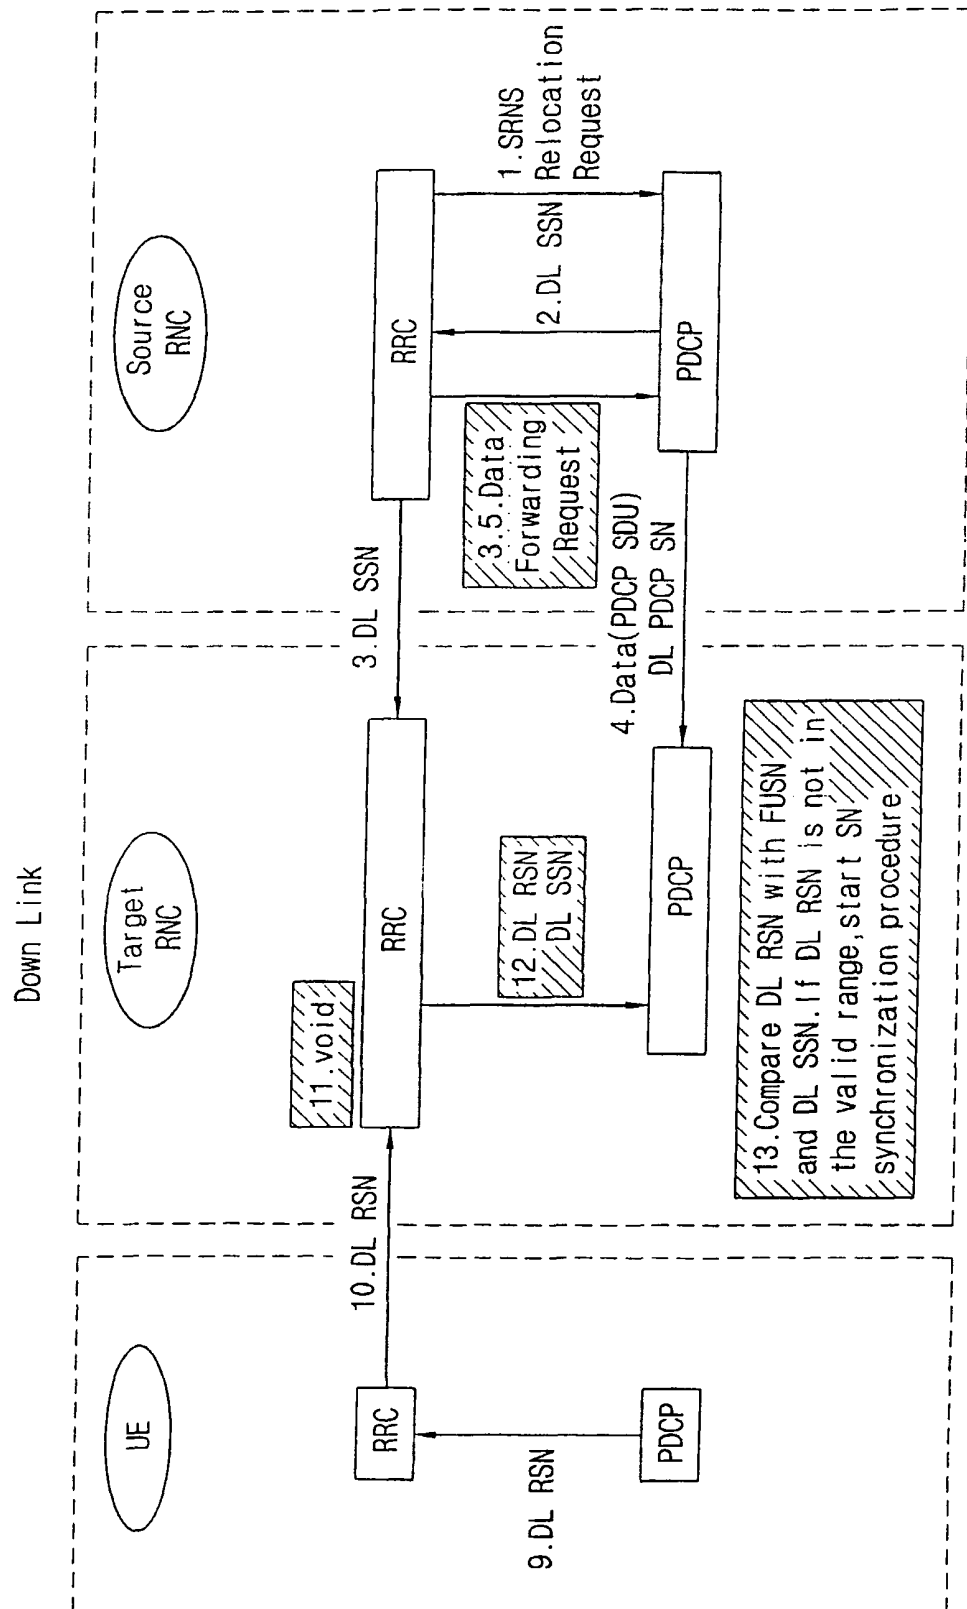 Down Link
UE
RRC
PDCP
9.DL RSN
10.DL RSN
Target
RNC
11.void
RRC
12.DL RSN
DL SSN
PDCP
13.Compare DL RSN with FUSN
and DL SSN.If DL RSN is not in
the valid range,start SN
synchronization procedure
3.DL SSN
4.Data(PDCP SDU)
DL PDCP SN
Source
RNC
RRC
3.5.Data
Forwarding
Request
2.DL SSN
1.SRNS
Relocation
Request
PDCP